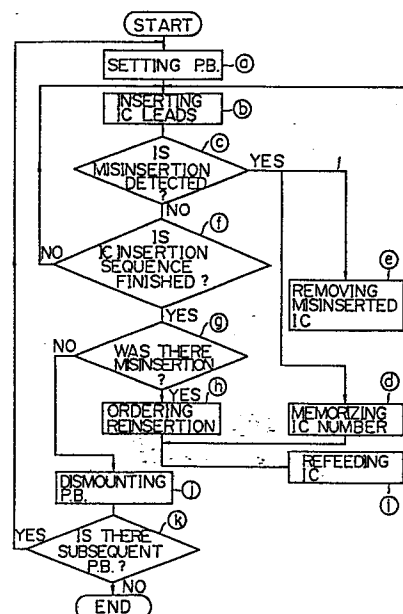 START
SETTING P.B. ⓐ
INSERTING
IC LEADS ⓑ
ⓒ
IS
MISINSERTION
DETECTED
?
YES
NO
ⓕ
IS
IC INSERTION
SEQUENCE
FINISHED ?
NO
YES
ⓔ
REMOVING
MISINSERTED
IC
ⓖ
WAS THERE
MISINSERTION
?
NO
YES
ⓗ
ORDERING
REINSERTION
ⓓ
MEMORIZING
IC NUMBER
REFEEDING
IC
ⓘ
DISMOUNTING
P.B. ⓙ
ⓚ
IS THERE
SUBSEQUENT
P.B. ?
YES
NO
END